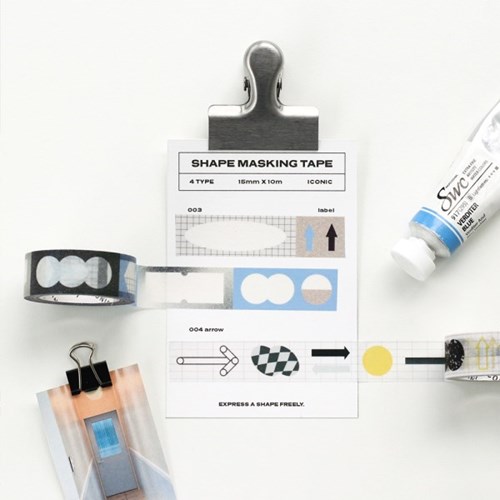 SHAPE MASKING TAPE
4 TYPE 15mm X 10m ICONIC
003 label
004 arrow
EXPRESS A SHAPE FREELY.
SWC
VERDITER
BLUE